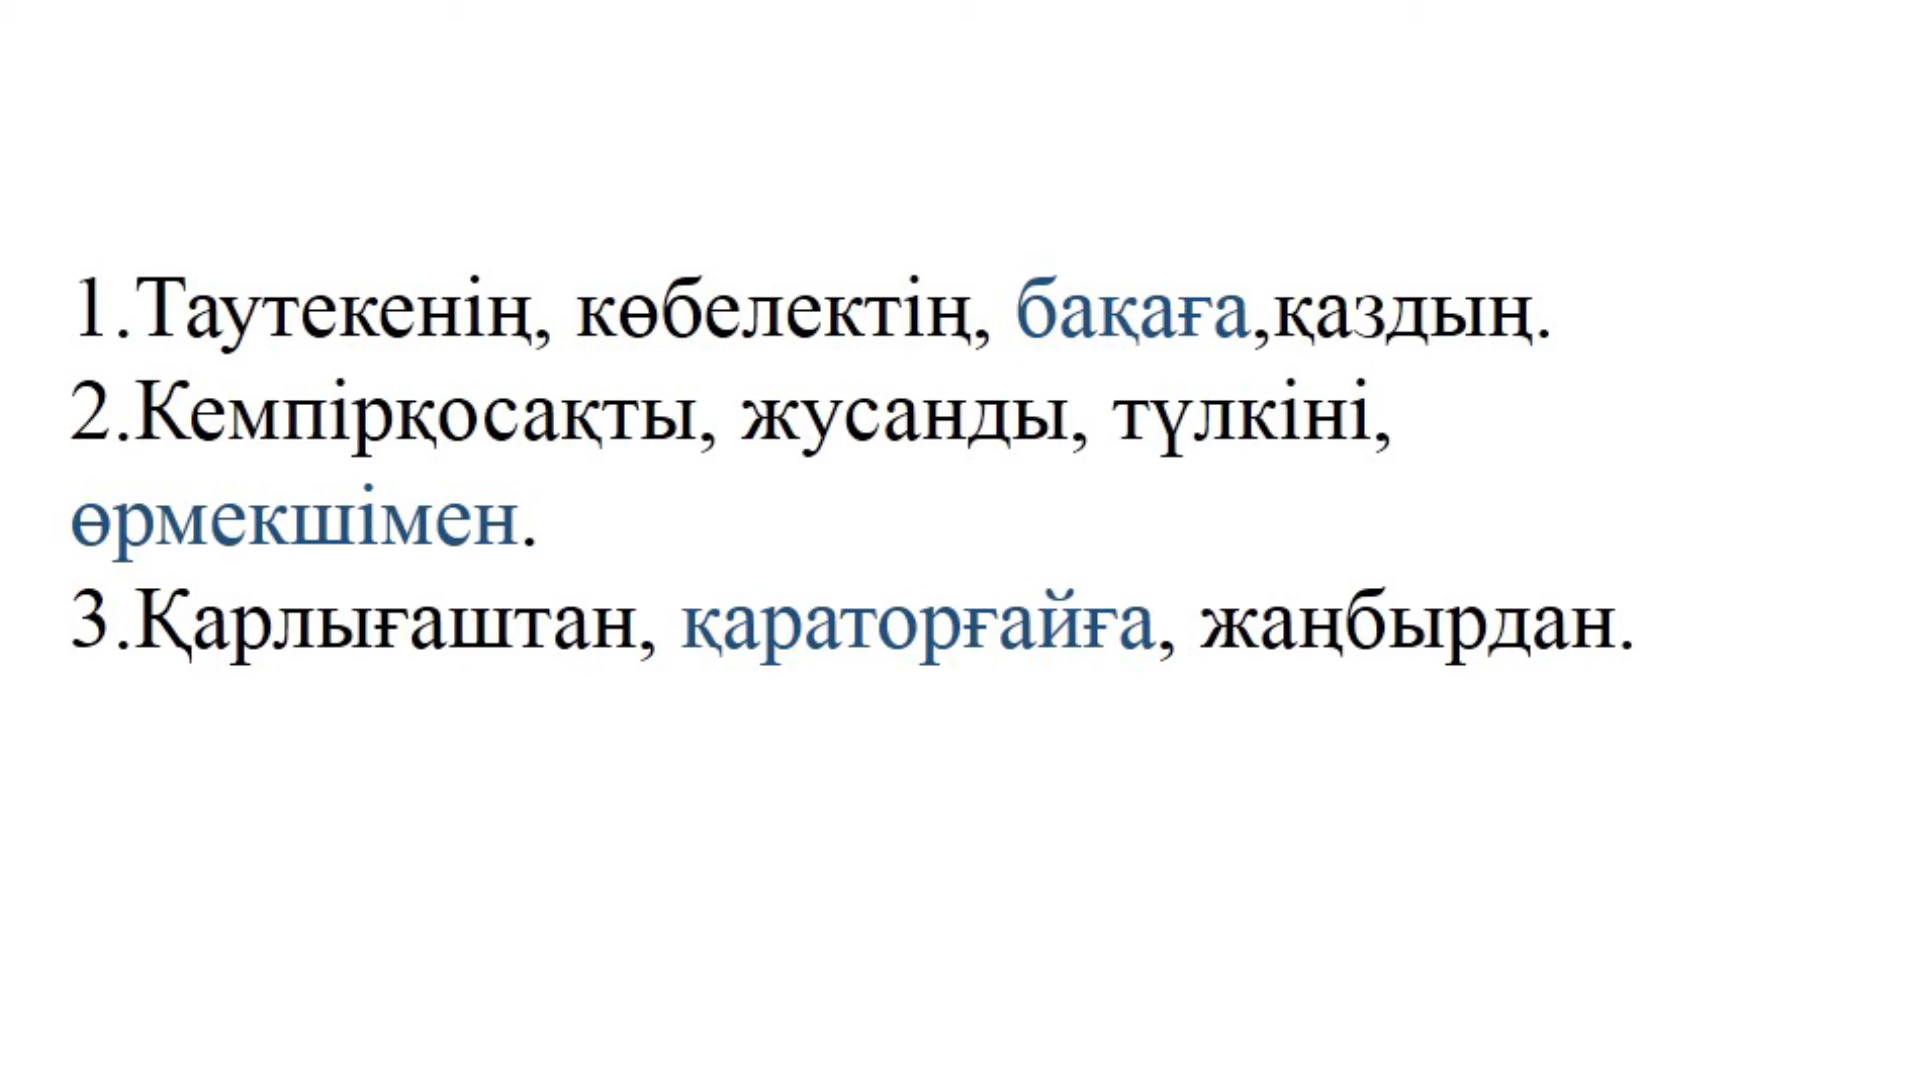 1.Таутекенің, көбелектің, бақаға,қаздың.
2.Кемпірқосақты, жусанды, түлкіні,
өрмекшімен.
3.Қарлығаштан, қараторғайға, жаңбырдан.